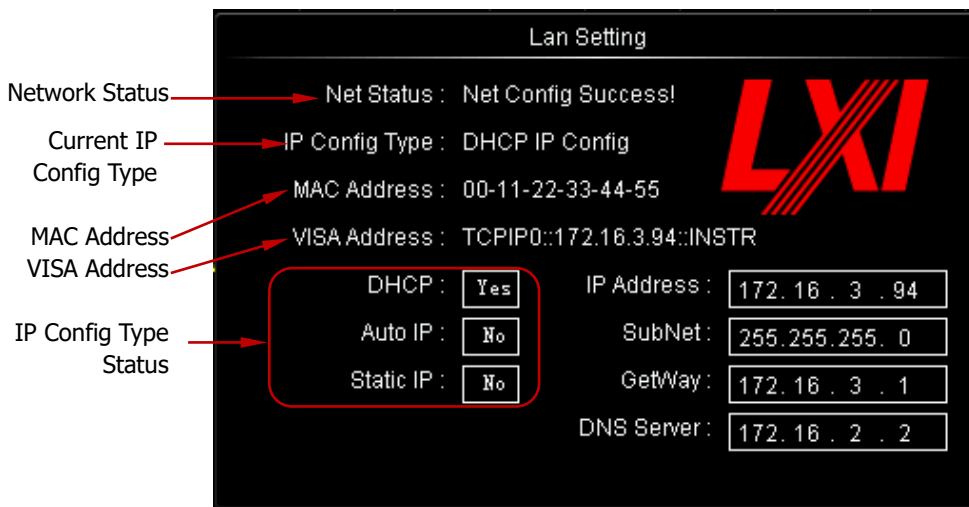 Lan Setting
Network Status
Net Status : Net Config Success!
Current IP
Config Type
IP Config Type : DHCP IP Config
MAC Address : 00-11-22-33-44-55
LXI
MAC Address
VISA Address
VISA Address : TCPIP0::172.16.3.94::INSTR
IP Config Type
Status
DHCP : Yes
Auto IP : No
Static IP : No
IP Address : 172. 16 . 3 . 94
SubNet : 255.255.255. 0
GetWay : 172. 16 . 3 . 1
DNS Server : 172. 16 . 2 . 2